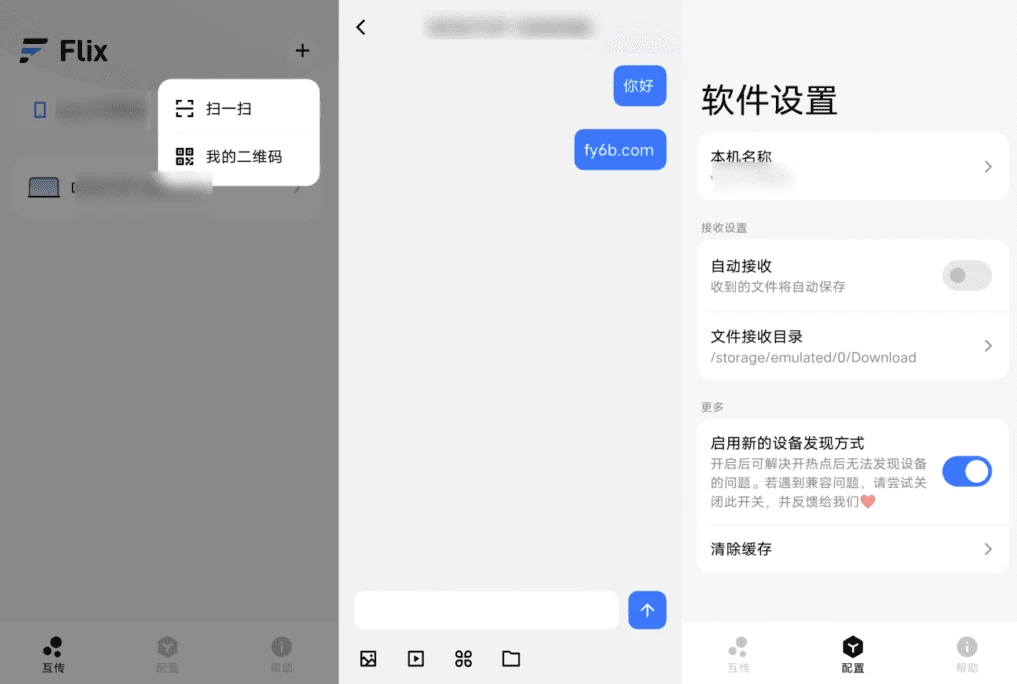 Flix
扫一扫
我的二维码
互传
配置
帮助
你好
fy6b.com
软件设置
本机名称
接收设置
自动接收
收到的文件将自动保存
文件接收目录
/storage/emulated/0/Download
更多
启用新的设备发现方式
开启后可解决开热点后无法发现设备
的问题。若遇到兼容问题，请尝试关
闭此开关，并反馈给我们❤️
清除缓存
互传
配置
帮助